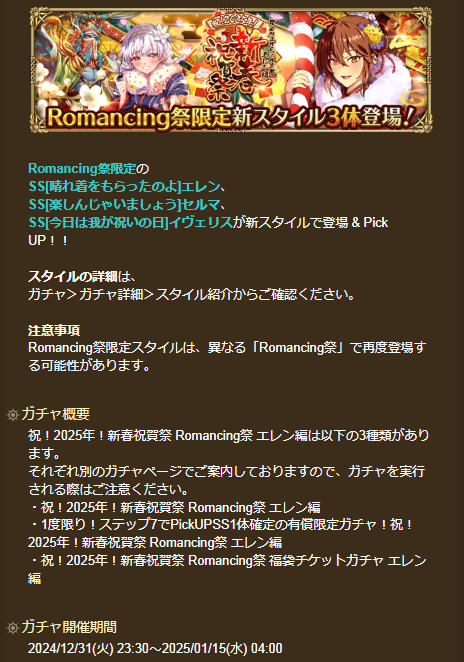 新春
祝賀祭
Romancing祭限定新スタイル3体登場！
Romancing祭限定の
SS[晴れ着をもらったのよ]エレン、
SS[楽しんじゃいましょう]セルマ、
SS[今日は我が祝いの日]イヴェリスが新スタイルで登場 & Pick
UP！！
スタイルの詳細は、
ガチャ＞ガチャ詳細＞スタイル紹介からご確認ください。
注意事項
Romancing祭限定スタイルは、異なる「Romancing祭」で再度登場す
る可能性があります。
ガチャ概要
祝！2025年！新春祝賀祭 Romancing祭 エレン編は以下の3種類があり
ます。
それぞれ別のガチャページでご案内しておりますので、ガチャを実行
される際はご注意ください。
・祝！2025年！新春祝賀祭 Romancing祭 エレン編
・1度限り！ステップ7でPickUPSS1体確定の有償限定ガチャ！祝！
2025年！新春祝賀祭 Romancing祭 エレン編
・祝！2025年！新春祝賀祭 Romancing祭 福袋チケットガチャ エレン
編
ガチャ開催期間
2024/12/31(火) 23:30～2025/01/15(水) 04:00